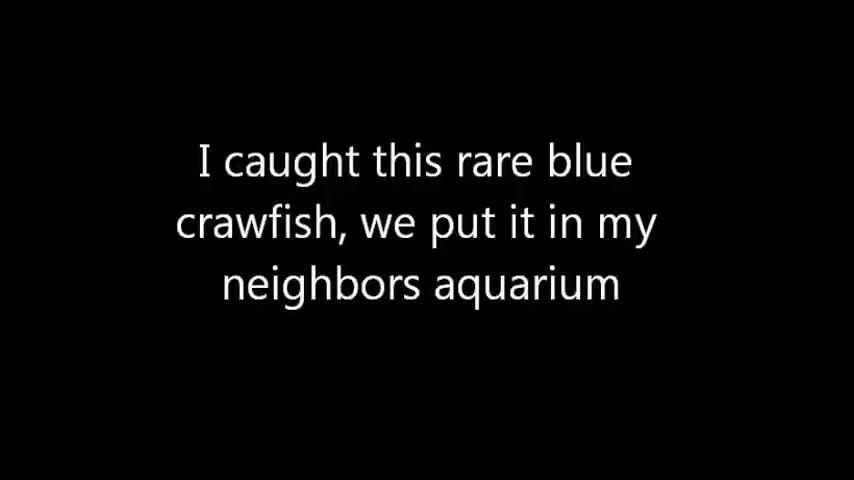 I caught this rare blue
crawfish, we put it in my
neighbors aquarium